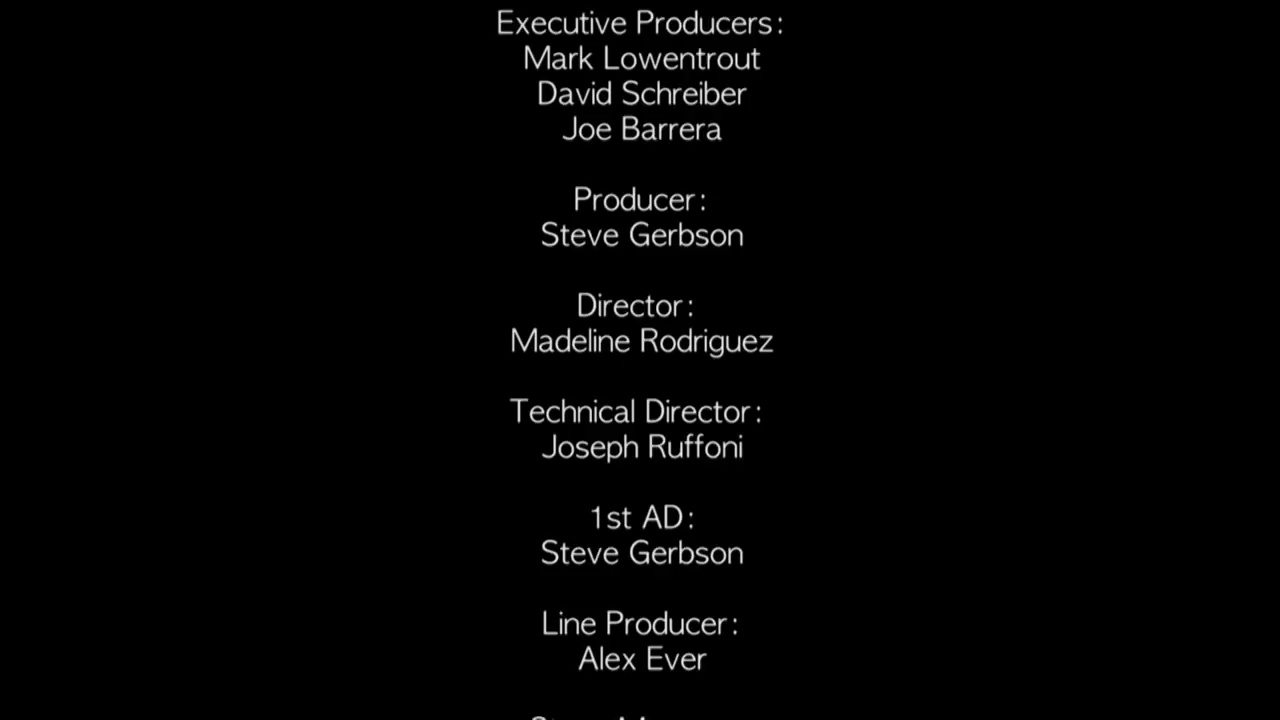 Executive Producers:
Mark Lowentrout
David Schreiber
Joe Barrera
Producer:
Steve Gerbson
Director:
Madeline Rodriguez
Technical Director:
Joseph Ruffoni
1st AD:
Steve Gerbson
Line Producer:
Alex Ever